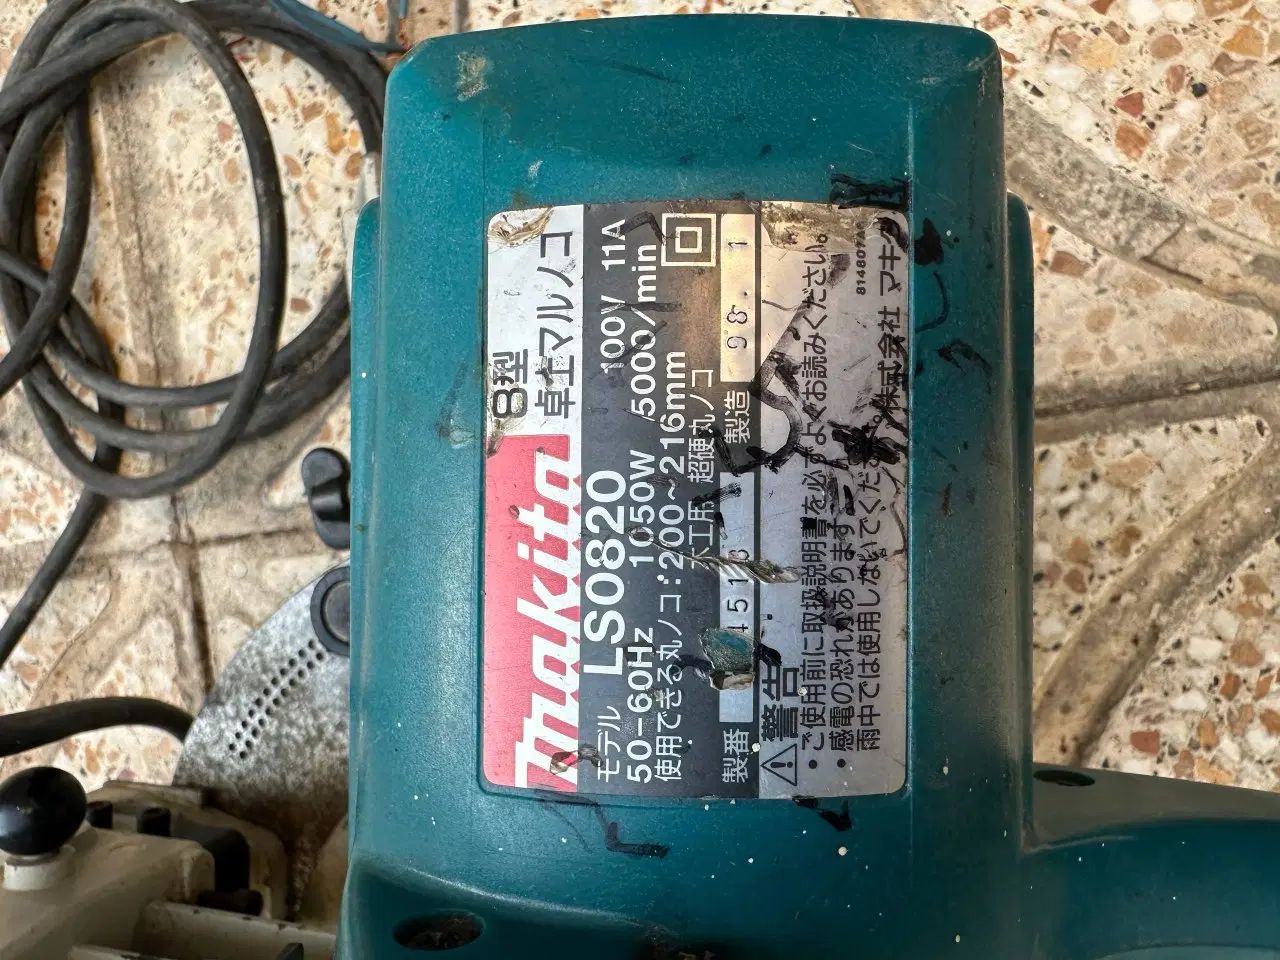 makita
8型
卓上マルノコ
モデル LS0820 100V 11A
50-60Hz 1050W 5000/min
使用できる丸ノコ:200~216mm
木工用 超硬丸ノコ
製番 製造 98.1
警告
・ご使用前に取扱説明書を必ずよくお読みください。
・感電の恐れがあります
雨中では使用しないでください。
株式会社 マキタ